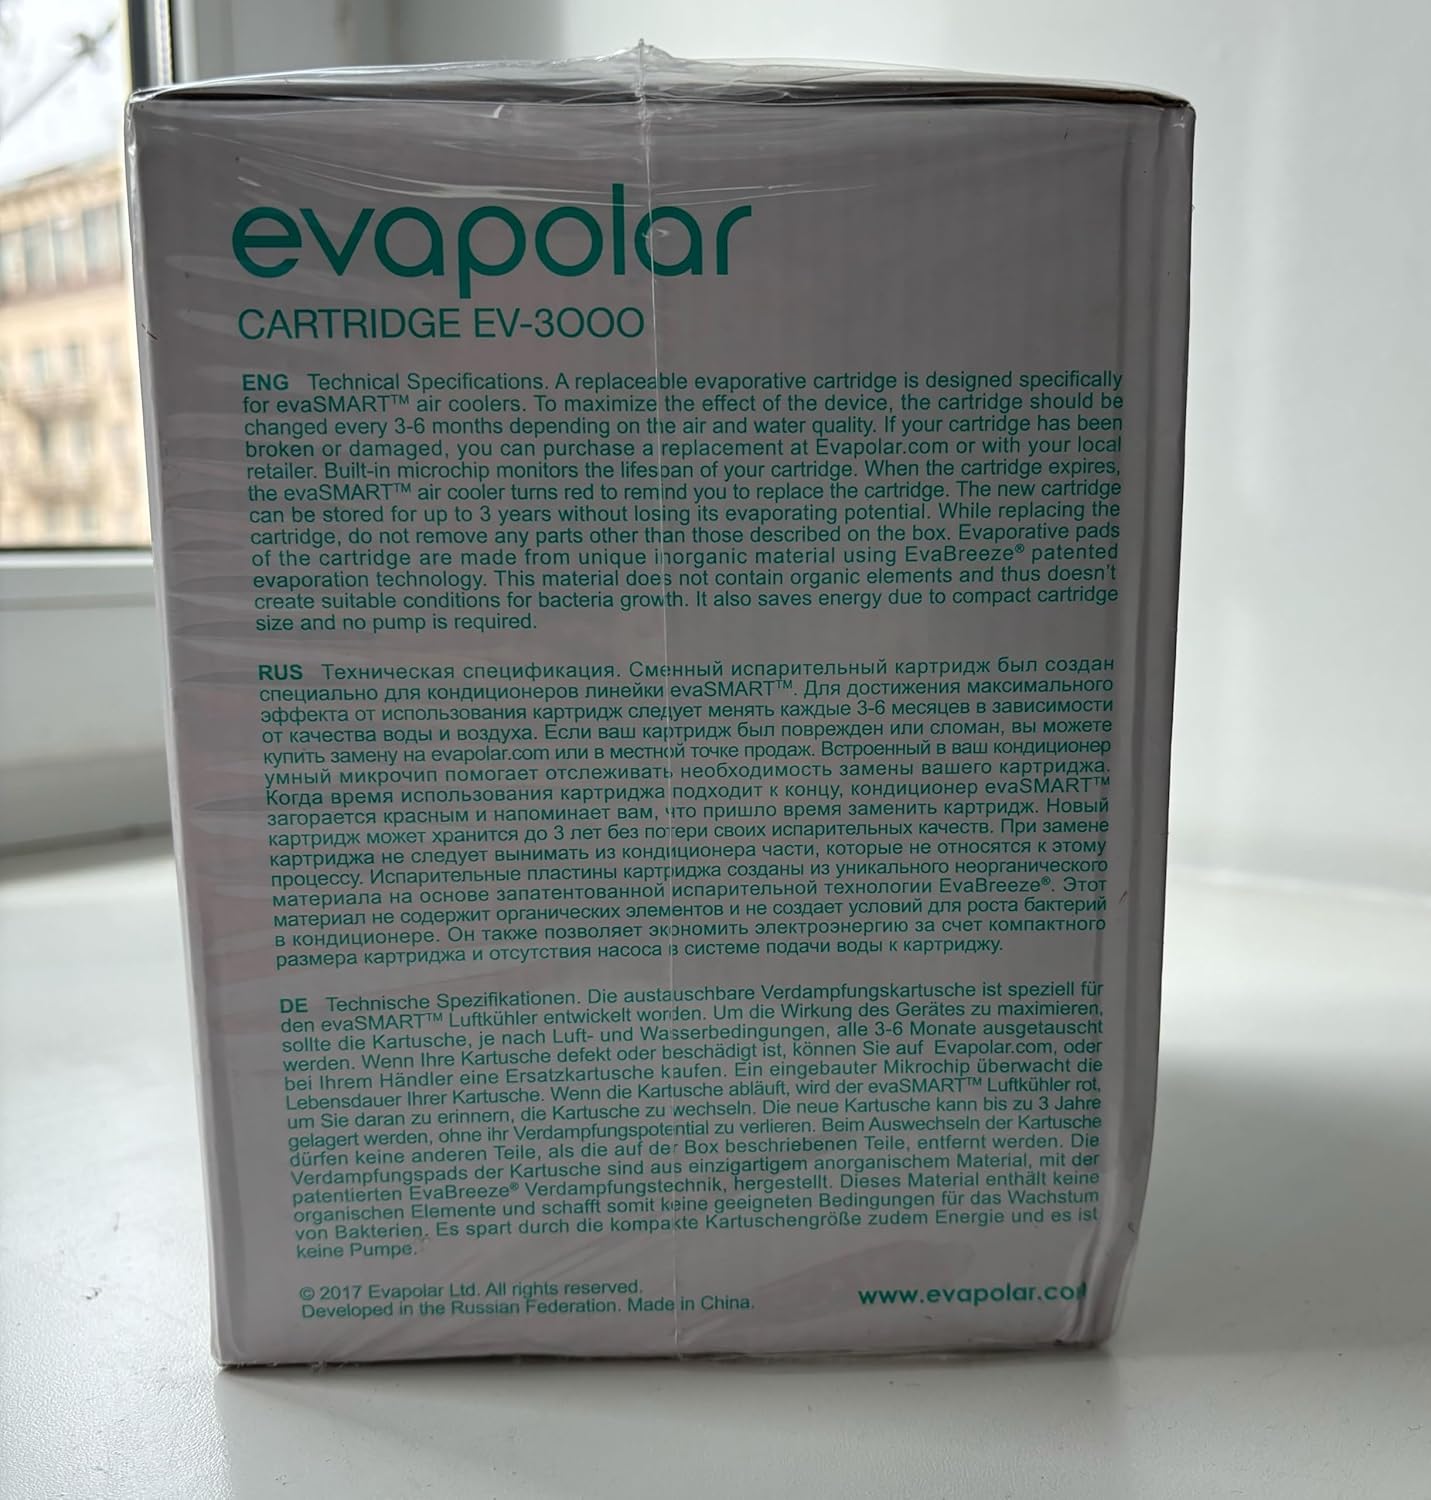 evapolar
CARTRIDGE EV-3000
ENG Technical Specifications. A replaceable evaporative cartridge is designed specifically
for evaSMART™ air coolers. To maximize the effect of the device, the cartridge should be
changed every 3-6 months depending on the air and water quality. If your cartridge has been
broken or damaged, you can purchase a replacement at Evapolar.com or with your local
retailer. Built-in microchip monitors the lifespan of your cartridge. When the cartridge expires,
the evaSMART™ air cooler turns red to remind you to replace the cartridge. The new cartridge
can be stored for up to 3 years without losing its evaporating potential. While replacing the
cartridge, do not remove any parts other than those described on the box. Evaporative pads
of the cartridge are made from unique inorganic material using EvaBreeze® patented
evaporation technology. This material does not contain organic elements and thus doesn't
create suitable conditions for bacteria growth. It also saves energy due to compact cartridge
size and no pump is required.
RUS Техническая спецификация. Сменный испарительный картридж был создан
специально для кондиционеров линейки evaSMART™. Для достижения максимального
эффекта от использования картридж следует менять каждые 3-6 месяцев в зависимости
от качества воды и воздуха. Если ваш картридж был поврежден или сломан, вы можете
купить замену на evapolar.com или в местной точке продаж. Встроенный в ваш кондиционер
умный микрочип помогает отслеживать необходимость замены вашего картриджа.
Когда время использования картриджа подходит к концу, кондиционер evaSMART™
загорается красным и напоминает вам, что пришло время заменить картридж. Новый
картридж может хранится до 3 лет без потери своих испарительных качеств. При замене
картриджа не следует вынимать из кондиционера части, которые не относятся к этому
процессу. Испарительные пластины картриджа созданы из уникального неорганического
материала на основе запатентованной испарительной технологии EvaBreeze®. Этот
материал не содержит органических элементов и не создает условий для роста бактерий
в кондиционере. Он также позволяет экономить электроэнергию за счет компактного
размера картриджа и отсутствия насоса в системе подачи воды к картриджу.
DE Technische Spezifikationen. Die austauschbare Verdampfungskartusche ist speziell für
den evaSMART™ Luftkühler entwickelt worden. Um die Wirkung des Gerätes zu maximieren,
sollte die Kartusche, je nach Luft- und Wasserbedingungen, alle 3-6 Monate ausgetauscht
werden. Wenn Ihre Kartusche defekt oder beschädigt ist, können Sie auf Evapolar.com, oder
bei Ihrem Händler eine Ersatzkartusche kaufen. Ein eingebauter Mikrochip überwacht die
Lebensdauer Ihrer Kartusche. Wenn die Kartusche abläuft, wird der evaSMART™ Luftkühler rot,
um Sie daran zu erinnern, die Kartusche zu wechseln. Die neue Kartusche kann bis zu 3 Jahre
gelagert werden, ohne ihr Verdampfungspotential zu verlieren. Beim Auswechseln der Kartusche
dürfen keine anderen Teile, als die auf der Box beschriebenen Teile, entfernt werden. Die
Verdampfungspads der Kartusche sind aus einzigartigem anorganischem Material, mit der
patentierten EvaBreeze® Verdampfungstechnik, hergestellt. Dieses Material enthält keine
organischen Elemente und schafft somit keine geeigneten Bedingungen für das Wachstum
von Bakterien. Es spart durch die kompakte Kartuschengröße zudem Energie und es ist
keine Pumpe.
© 2017 Evapolar Ltd. All rights reserved.
Developed in the Russian Federation. Made in China.
www.evapolar.com